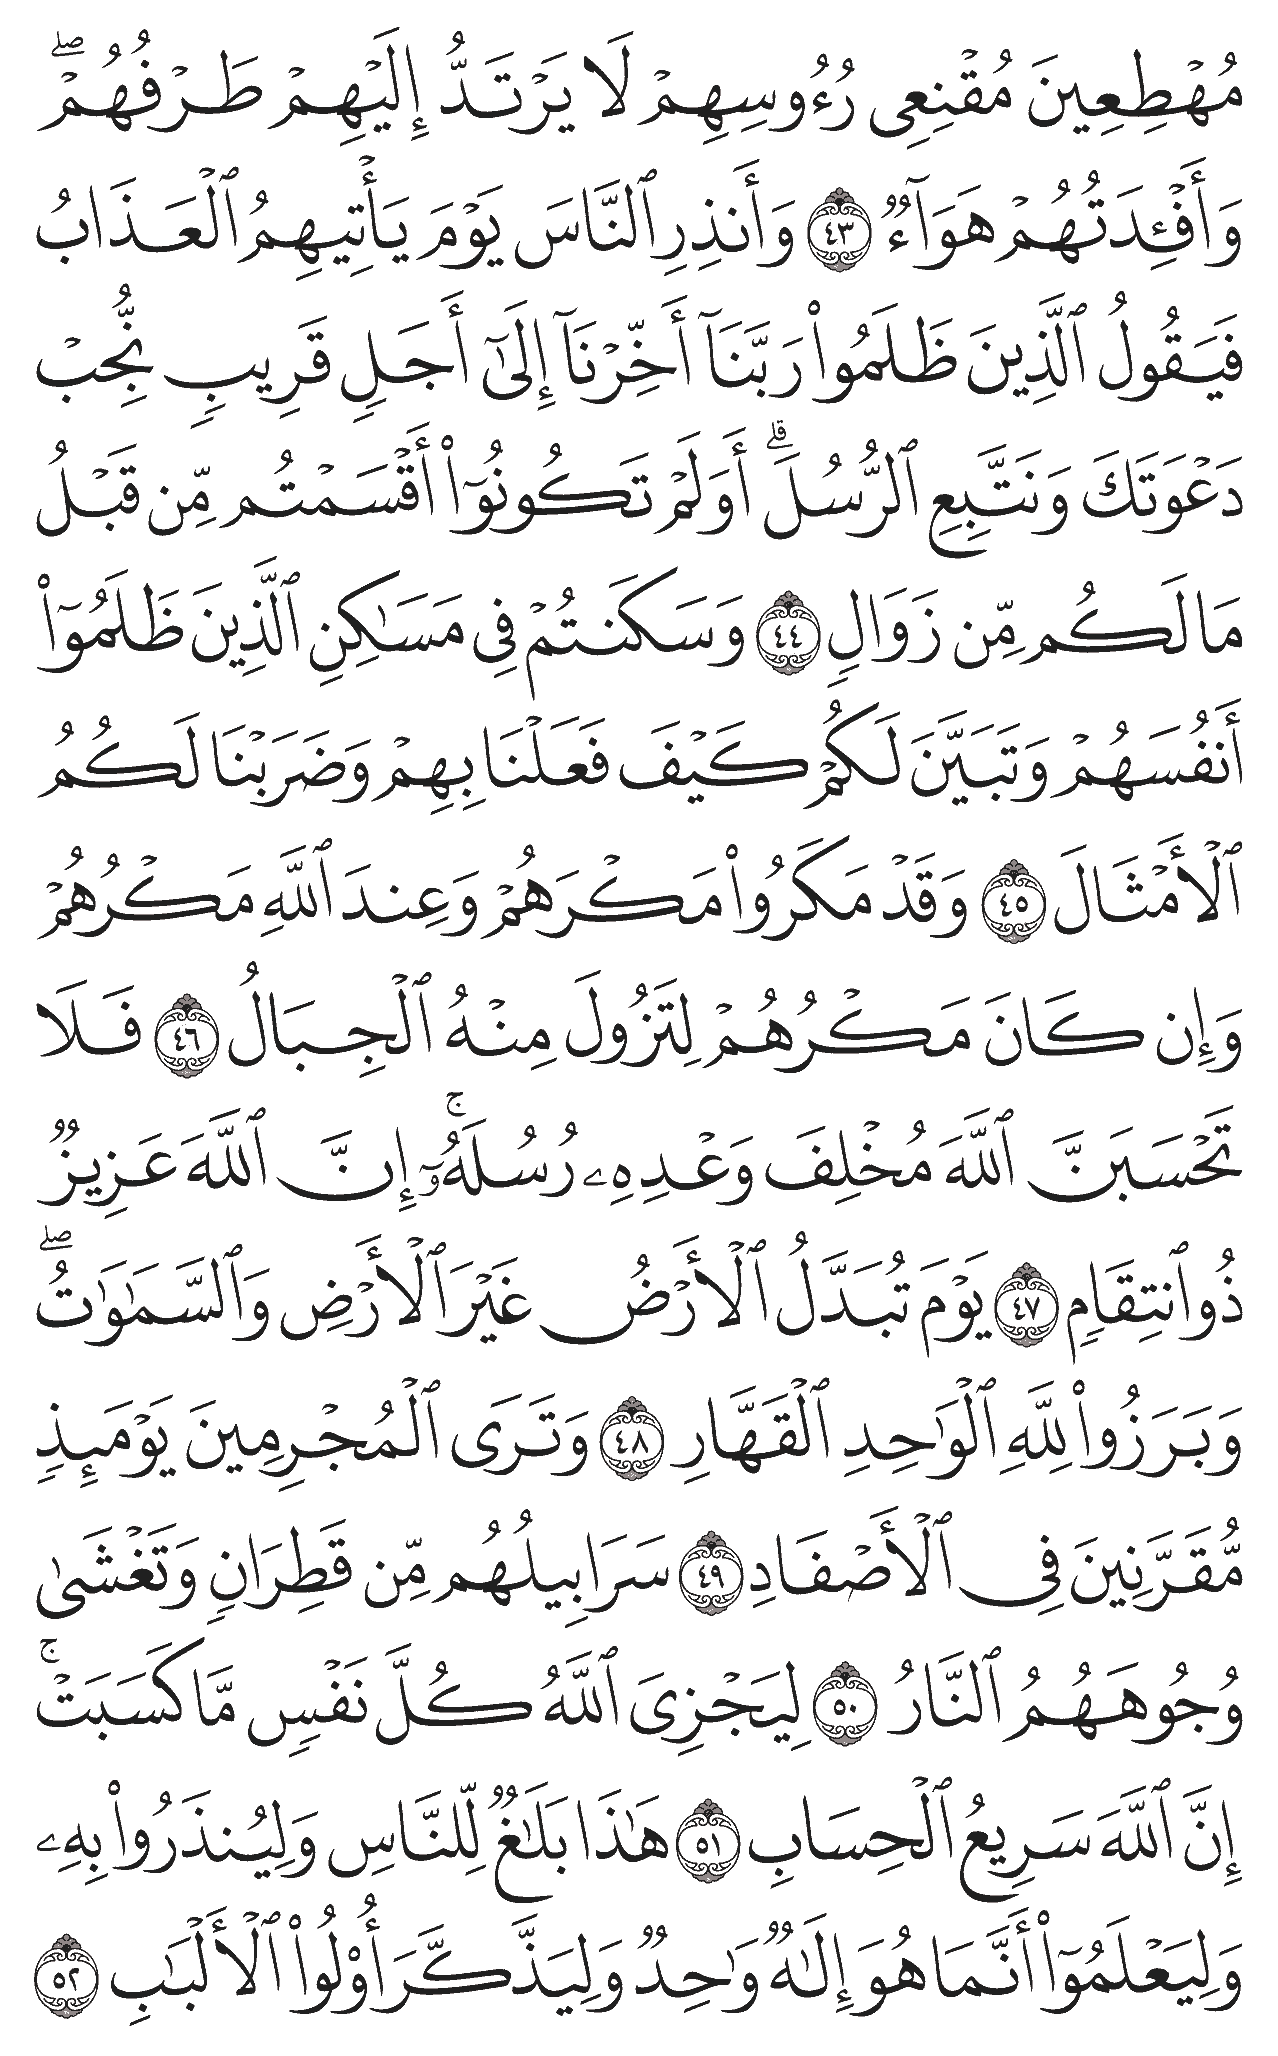 مُهۡطِعِينَ مُقۡنِعِي رُءُوسِهِمۡ لَا يَرۡتَدُّ إِلَيۡهِمۡ طَرۡفُهُمۡۖ
وَأَفۡـِٔدَتُهُمۡ هَوَآءٞ ٤٣ وَأَنذِرِ ٱلنَّاسَ يَوۡمَ يَأۡتِيهِمُ ٱلۡعَذَابُ
فَيَقُولُ ٱلَّذِينَ ظَلَمُواْ رَبَّنَآ أَخِّرۡنَآ إِلَىٰٓ أَجَلٖ قَرِيبٖ نُّجِبۡ
دَعۡوَتَكَ وَنَتَّبِعِ ٱلرُّسُلَۗ أَوَلَمۡ تَكُونُوٓاْ أَقۡسَمۡتُم مِّن قَبۡلُ
مَا لَكُم مِّن زَوَالٖ ٤٤ وَسَكَنتُمۡ فِي مَسَٰكِنِ ٱلَّذِينَ ظَلَمُوٓاْ
أَنفُسَهُمۡ وَتَبَيَّنَ لَكُمۡ كَيۡفَ فَعَلۡنَا بِهِمۡ وَضَرَبۡنَا لَكُمُ
ٱلۡأَمۡثَالَ ٤٥ وَقَدۡ مَكَرُواْ مَكۡرَهُمۡ وَعِندَ ٱللَّهِ مَكۡرُهُمۡ
وَإِن كَانَ مَكۡرُهُمۡ لِتَزُولَ مِنۡهُ ٱلۡجِبَالُ ٤٦ فَلَا
تَحۡسَبَنَّ ٱللَّهَ مُخۡلِفَ وَعۡدِهِۦ رُسُلَهُۥٓۚ إِنَّ ٱللَّهَ عَزِيزٞ
ذُو ٱنتِقَامٖ ٤٧ يَوۡمَ تُبَدَّلُ ٱلۡأَرۡضُ غَيۡرَ ٱلۡأَرۡضِ وَٱلسَّمَٰوَٰتُۖ
وَبَرَزُواْ لِلَّهِ ٱلۡوَٰحِدِ ٱلۡقَهَّارِ ٤٨ وَتَرَى ٱلۡمُجۡرِمِينَ يَوۡمَئِذٖ
مُّقَرَّنِينَ فِي ٱلۡأَصۡفَادِ ٤٩ سَرَابِيلُهُم مِّن قَطِرَانٖ وَتَغۡشَىٰ
وُجُوهَهُمُ ٱلنَّارُ ٥٠ لِيَجۡزِيَ ٱللَّهُ كُلَّ نَفۡسٖ مَّا كَسَبَتۡۚ
إِنَّ ٱللَّهَ سَرِيعُ ٱلۡحِسَابِ ٥١ هَٰذَا بَلَٰغٞ لِّلنَّاسِ وَلِيُنذَرُواْ بِهِۦ
وَلِيَعۡلَمُوٓاْ أَنَّمَا هُوَ إِلَٰهٞ وَٰحِدٞ وَلِيَذَّكَّرَ أُوْلُواْ ٱلۡأَلۡبَٰبِ ٥٢